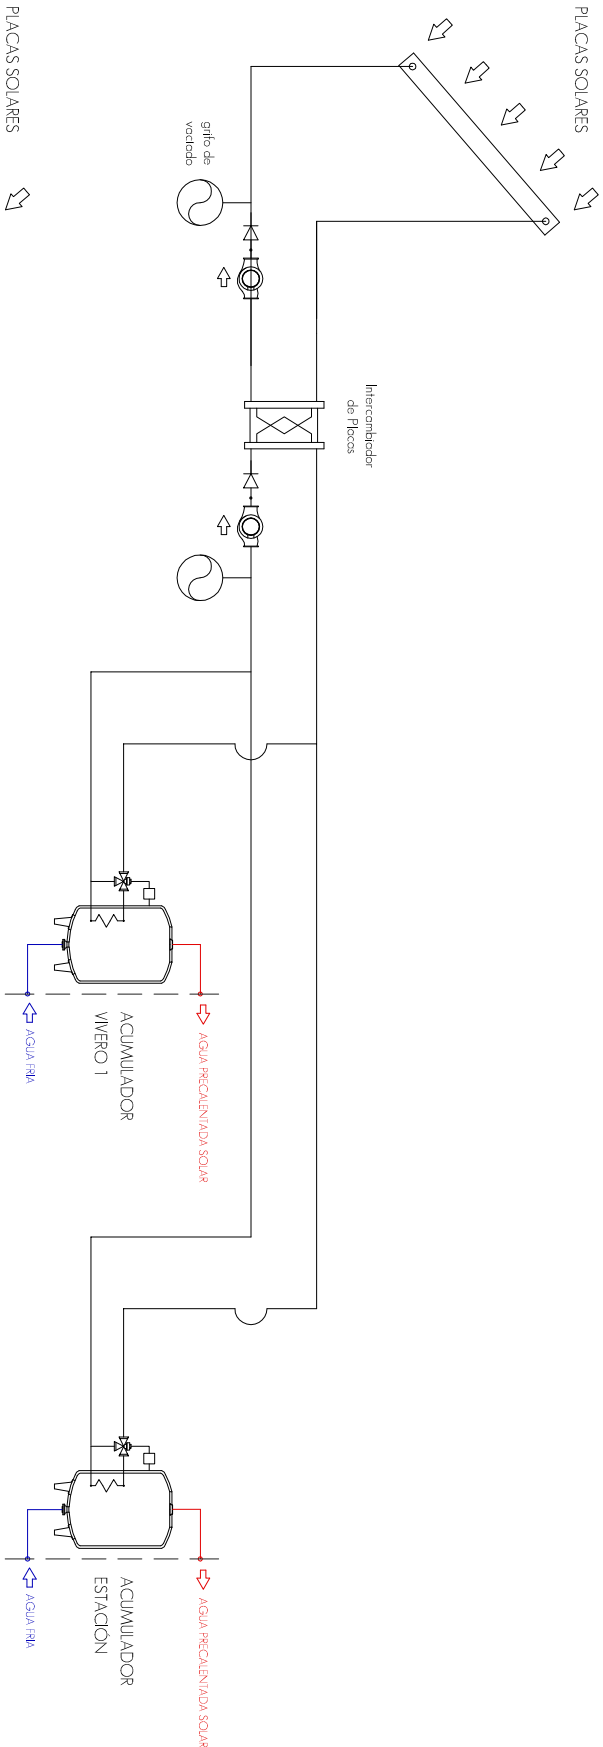 PLACAS SOLARES
PLACAS SOLARES
grifo de
vaciado
Intercambiador
de Placas
ACUMULADOR
VIVERO 1
AGUA PRECALENTADA SOLAR
AGUA FRIA
ACUMULADOR
ESTACIÓN
AGUA PRECALENTADA SOLAR
AGUA FRIA